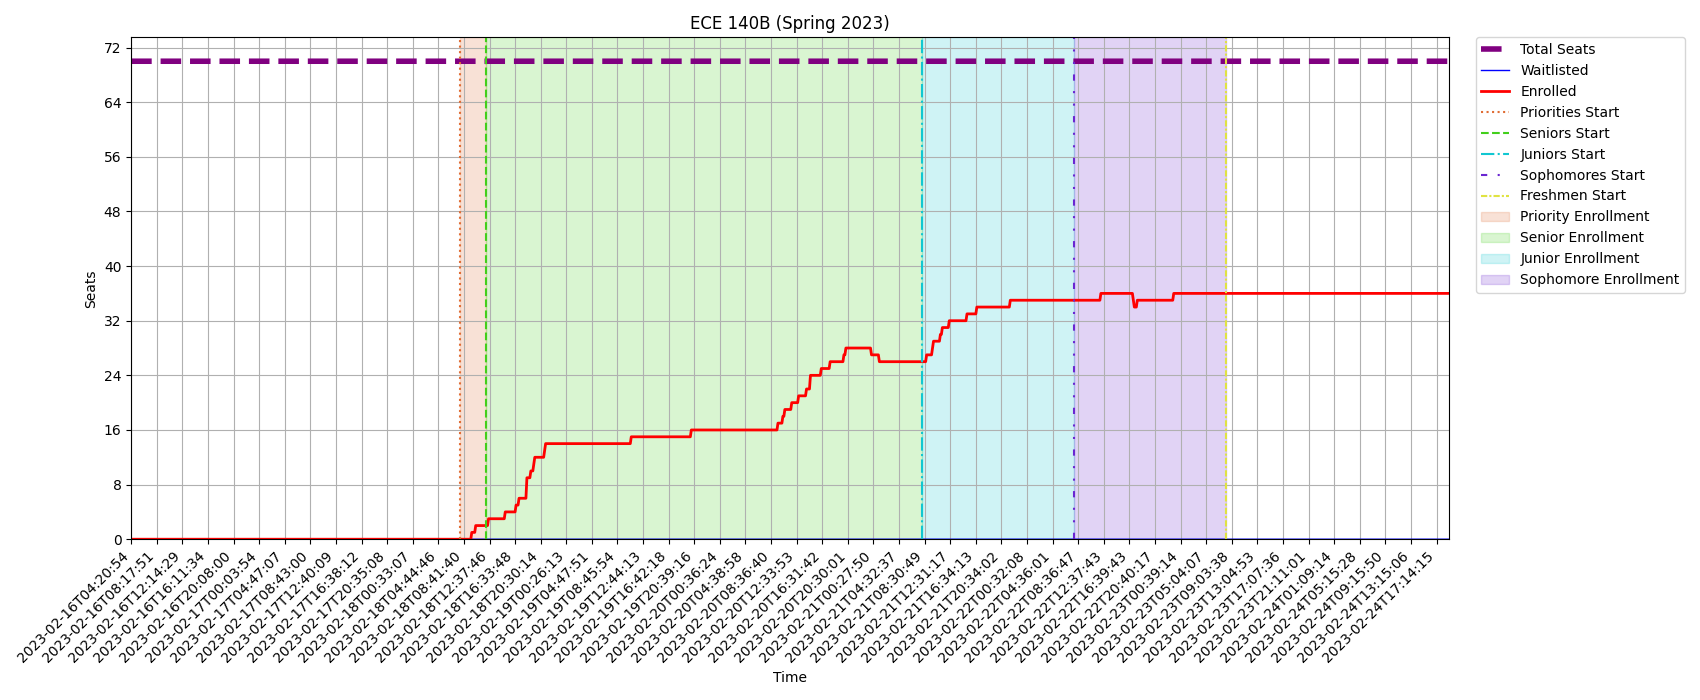 ECE 140B (Spring 2023)
Seats
72
64
56
48
40
32
24
16
8
0
2023-02-16T04:20:54
2023-02-16T08:17:51
2023-02-16T12:14:29
2023-02-16T16:11:34
2023-02-16T20:08:00
2023-02-17T00:03:54
2023-02-17T04:47:07
2023-02-17T08:43:00
2023-02-17T12:40:09
2023-02-17T16:38:12
2023-02-17T20:35:08
2023-02-18T00:33:07
2023-02-18T04:44:46
2023-02-18T08:41:40
2023-02-18T12:37:46
2023-02-18T16:33:48
2023-02-18T20:30:14
2023-02-19T00:26:13
2023-02-19T04:47:51
2023-02-19T08:45:54
2023-02-19T12:44:13
2023-02-19T16:42:18
2023-02-19T20:39:16
2023-02-20T00:36:24
2023-02-20T04:38:58
2023-02-20T08:36:40
2023-02-20T12:33:53
2023-02-20T16:31:42
2023-02-20T20:30:01
2023-02-21T00:27:50
2023-02-21T04:32:37
2023-02-21T08:30:49
2023-02-21T12:31:17
2023-02-21T16:34:13
2023-02-21T20:34:02
2023-02-22T00:32:08
2023-02-22T04:36:01
2023-02-22T08:36:47
2023-02-22T12:37:43
2023-02-22T16:39:43
2023-02-22T20:40:17
2023-02-23T00:39:14
2023-02-23T05:04:07
2023-02-23T09:03:38
2023-02-23T13:04:53
2023-02-23T17:07:36
2023-02-23T21:11:01
2023-02-24T01:09:14
2023-02-24T05:15:28
2023-02-24T09:15:50
2023-02-24T13:15:06
2023-02-24T17:14:15
Time
Total Seats
Waitlisted
Enrolled
Priorities Start
Seniors Start
Juniors Start
Sophomores Start
Freshmen Start
Priority Enrollment
Senior Enrollment
Junior Enrollment
Sophomore Enrollment